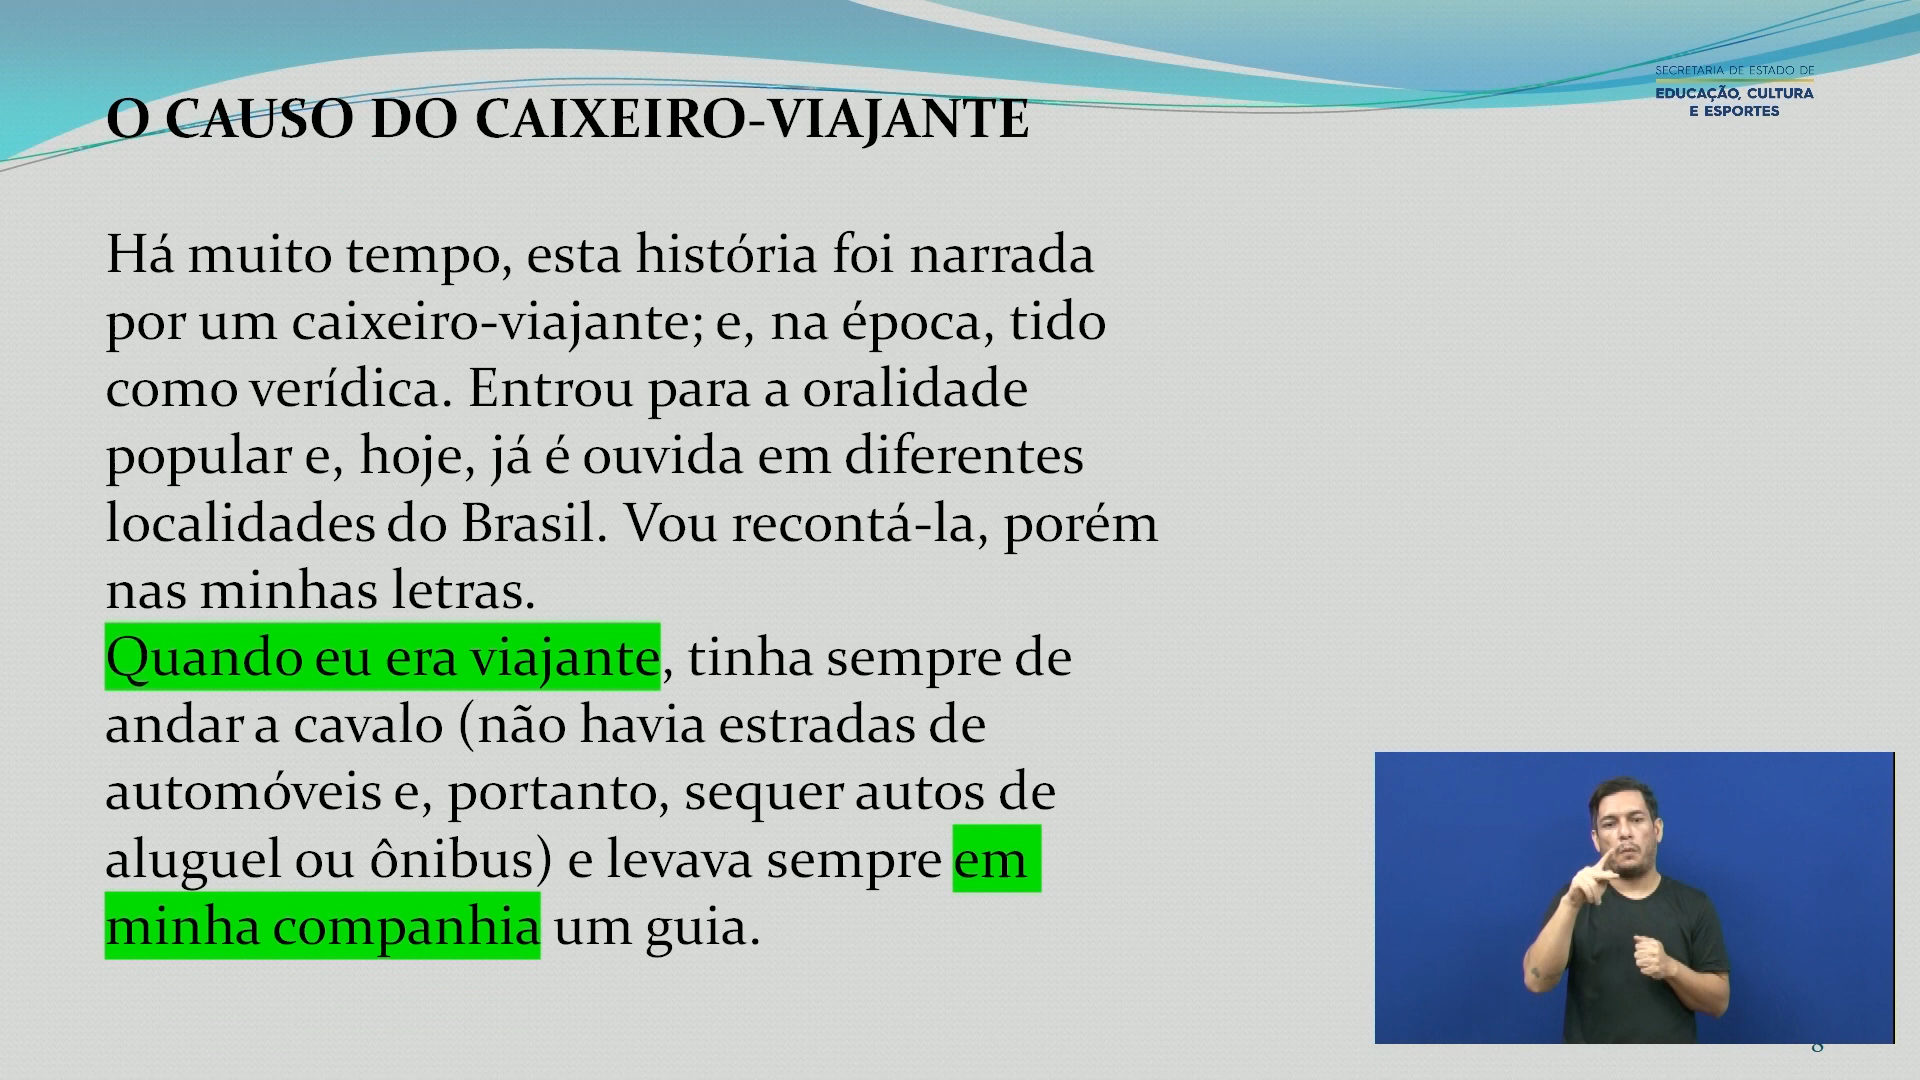 SECRETARIA DE ESTADO DE
EDUCAÇÃO, CULTURA
E ESPORTES
O CAUSO DO CAIXEIRO-VIAJANTE
Há muito tempo, esta história foi narrada
por um caixeiro-viajante; e, na época, tido
como verídica. Entrou para a oralidade
popular e, hoje, já é ouvida em diferentes
localidades do Brasil. Vou recontá-la, porém
nas minhas letras.
Quando eu era viajante, tinha sempre de
andar a cavalo (não havia estradas de
automóveis e, portanto, sequer autos de
aluguel ou ônibus) e levava sempre em
minha companhia um guia.
8